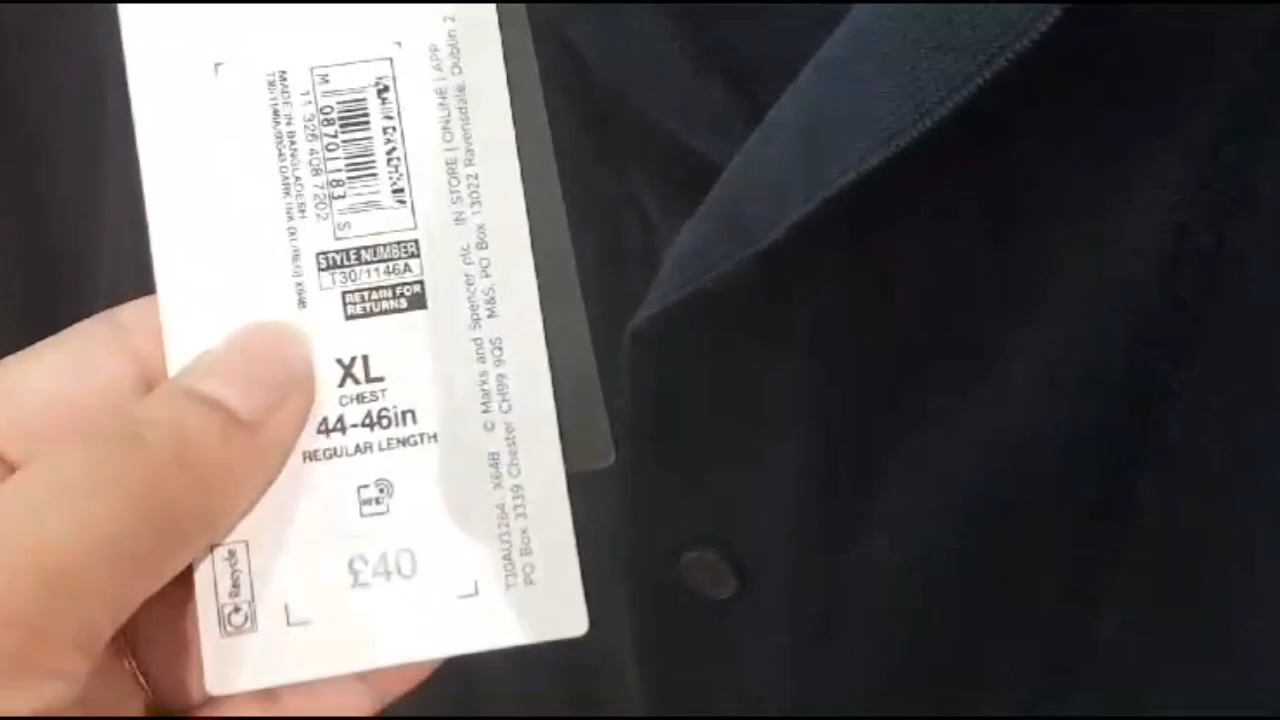 MADE IN BANGLADESH
11 326 408 7202
M 08701183 S
STYLE NUMBER
T30/1146A
RETAIN FOR
RETURNS
XL
CHEST
44-46in
REGULAR LENGTH
RFID
£40
Recycle
© Marks and Spencer plc IN STORE | ONLINE | APP
PO Box 3339 Chester CH99 9QS M&S, PO Box 13022 Ravensdale, Dublin 2